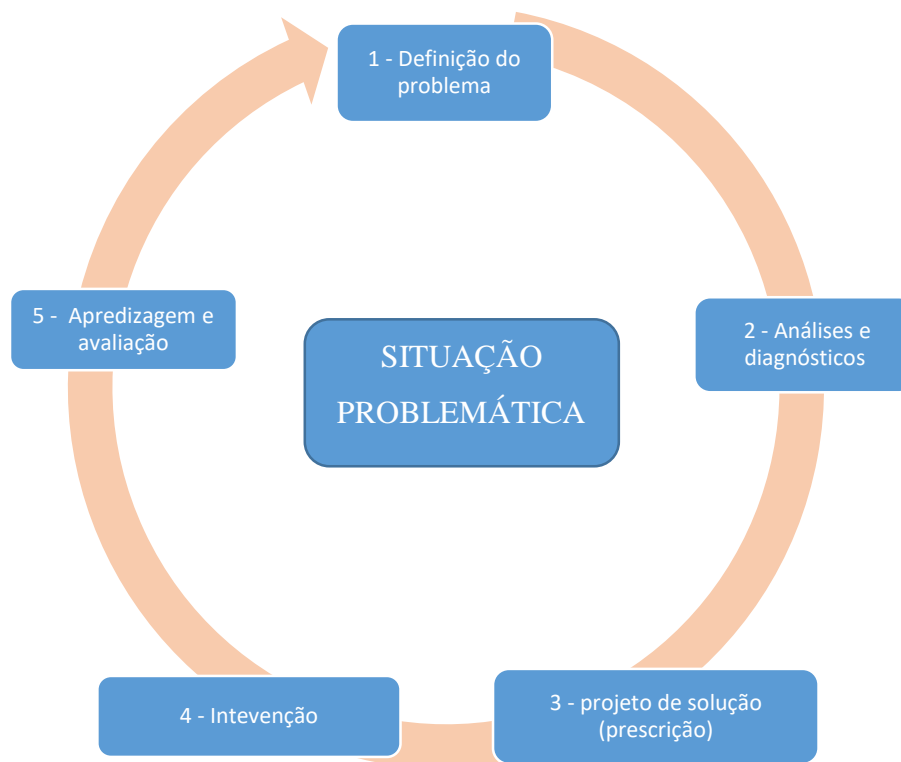 1 - Definição do
problema
2 - Análises e
diagnósticos
3 - projeto de solução
(prescrição)
4 - Intevenção
5 -  Apredizagem e
avaliação
SITUAÇÃO
PROBLEMÁTICA